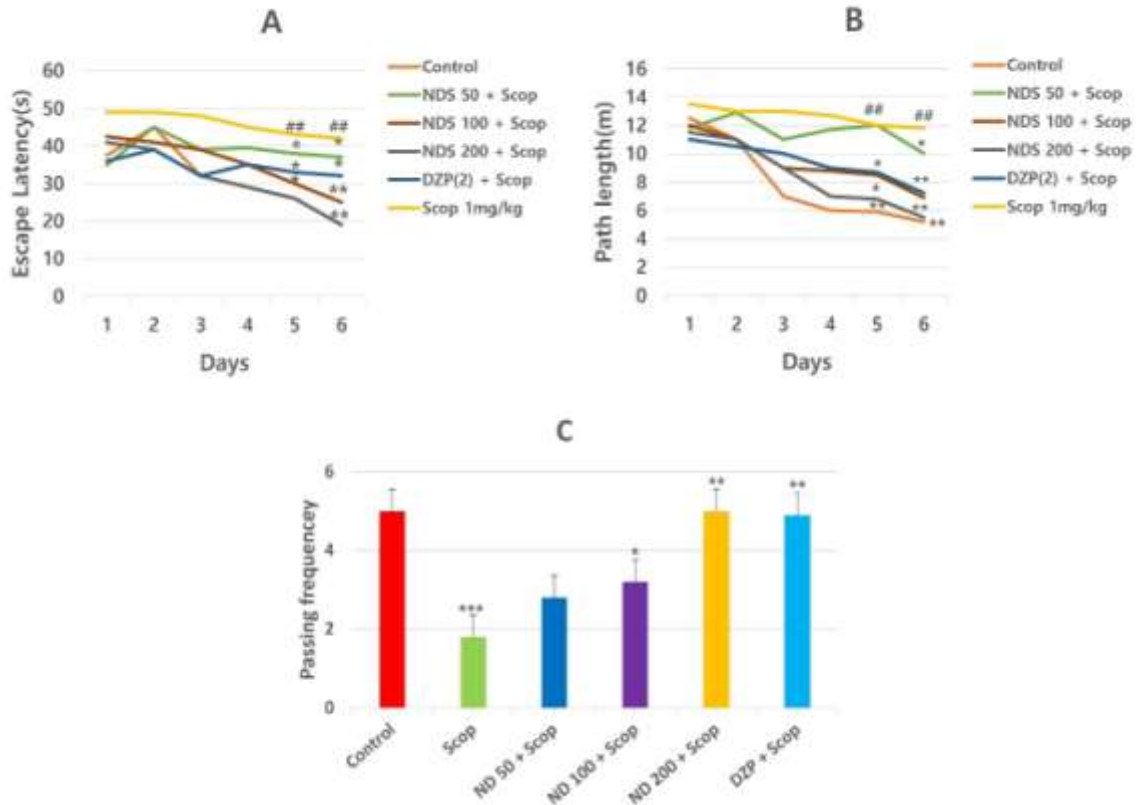 A
60
50
40
30
20
10
0
Escape Latency(s)
## ##
* *
* *
* **
**
1 2 3 4 5 6
Days
Control
NDS 50 + Scop
NDS 100 + Scop
NDS 200 + Scop
DZP(2) + Scop
Scop 1mg/kg
B
16
14
12
10
8
6
4
2
0
Path length(m)
## ##
*
* **
* **
** **
1 2 3 4 5 6
Days
Control
NDS 50 + Scop
NDS 100 + Scop
NDS 200 + Scop
DZP(2) + Scop
Scop 1mg/kg
C
6
4
2
0
Passing frequencey
*** * ** **
Control
Scop
ND 50 + Scop
ND 100 + Scop
ND 200 + Scop
DZP + Scop